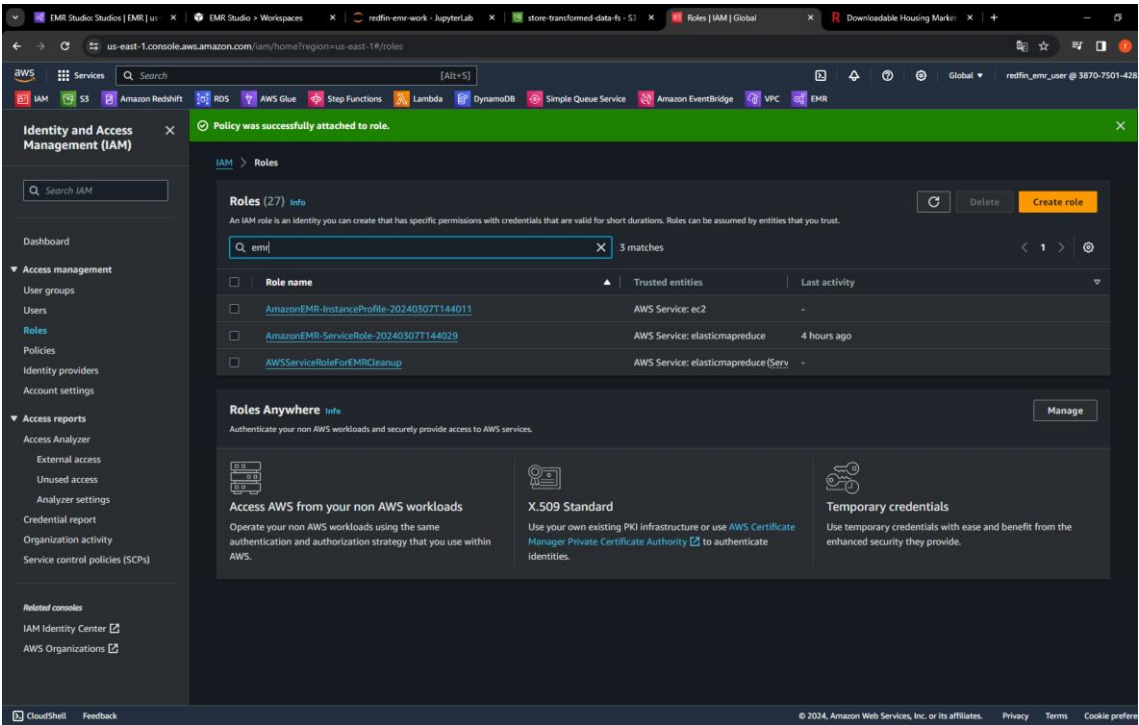 EMR Studio: Studios | EMR | us-
EMR Studio > Workspaces
redfin-emr-work - JupyterLab
store-transformed-data-fs - S3
Roles | IAM | Global
Downloadable Housing Market
us-east-1.console.aws.amazon.com/iam/home?region=us-east-1#/roles
aws
Services
Search
[Alt+S]
Global
redfin_emr_user @ 3870-7501-428
IAM
S3
Amazon Redshift
RDS
AWS Glue
Step Functions
Lambda
DynamoDB
Simple Queue Service
Amazon EventBridge
VPC
EMR
Identity and Access
Management (IAM)
Search IAM
Dashboard
Access management
User groups
Users
Roles
Policies
Identity providers
Account settings
Access reports
Access Analyzer
External access
Unused access
Analyzer settings
Credential report
Organization activity
Service control policies (SCPs)
Related consoles
IAM Identity Center
AWS Organizations
Policy was successfully attached to role.
IAM > Roles
Roles (27) Info
Delete
Create role
An IAM role is an identity you can create that has specific permissions with credentials that are valid for short durations. Roles can be assumed by entities that you trust.
emr
3 matches
1
Role name
Trusted entities
Last activity
AmazonEMR-InstanceProfile-20240307T144011
AWS Service: ec2
-
AmazonEMR-ServiceRole-20240307T144029
AWS Service: elasticmapreduce
4 hours ago
AWSServiceRoleForEMRCleanup
AWS Service: elasticmapreduce (Serv
-
Roles Anywhere Info
Manage
Authenticate your non AWS workloads and securely provide access to AWS services.
Access AWS from your non AWS workloads
Operate your non AWS workloads using the same
authentication and authorization strategy that you use within
AWS.
X.509 Standard
Use your own existing PKI infrastructure or use AWS Certificate
Manager Private Certificate Authority to authenticate
identities.
Temporary credentials
Use temporary credentials with ease and benefit from the
enhanced security they provide.
CloudShell
Feedback
© 2024, Amazon Web Services, Inc. or its affiliates.
Privacy
Terms
Cookie prefere